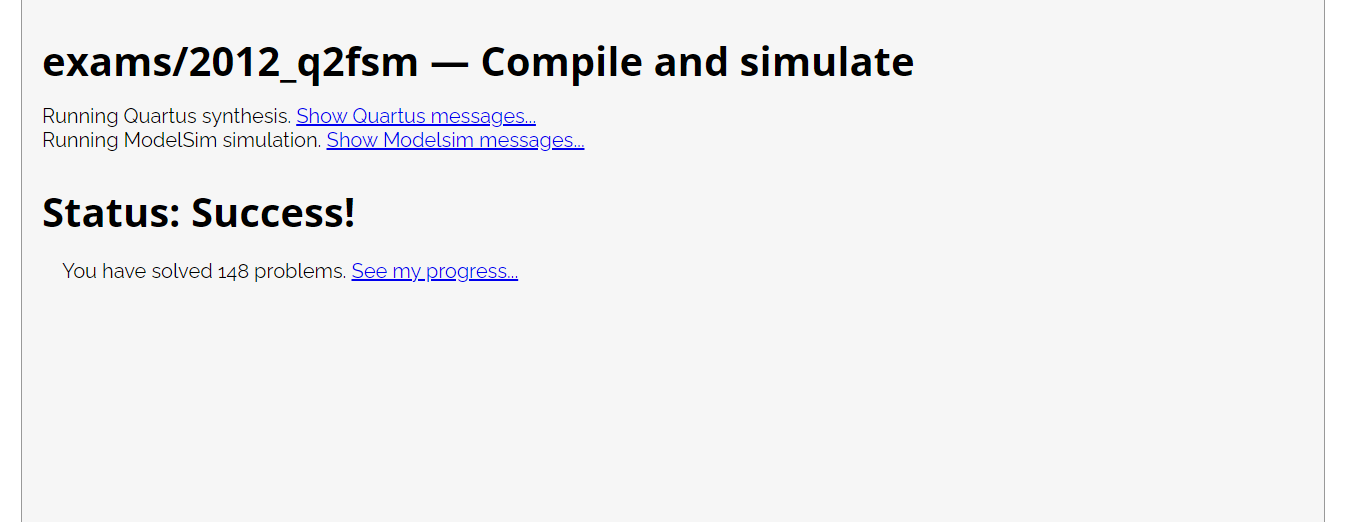 exams/2012_q2fsm — Compile and simulate
Running Quartus synthesis. Show Quartus messages...
Running ModelSim simulation. Show Modelsim messages...
Status: Success!
You have solved 148 problems. See my progress...